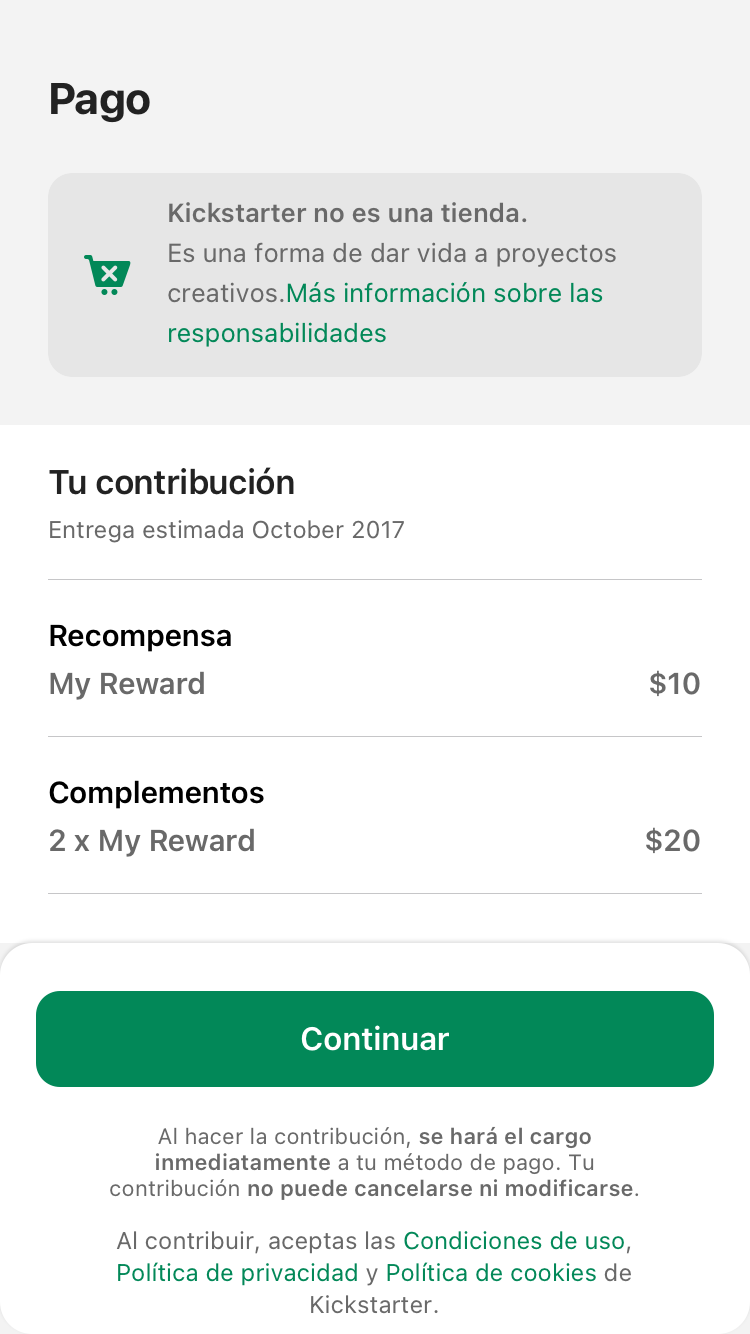 Pago
Kickstarter no es una tienda.
Es una forma de dar vida a proyectos
creativos.Más información sobre las
responsabilidades
Tu contribución
Entrega estimada October 2017
Recompensa
My Reward $10
Complementos
2 x My Reward $20
Continuar
Al hacer la contribución, se hará el cargo
inmediatamente a tu método de pago. Tu
contribución no puede cancelarse ni modificarse.
Al contribuir, aceptas las Condiciones de uso,
Política de privacidad y Política de cookies de
Kickstarter.